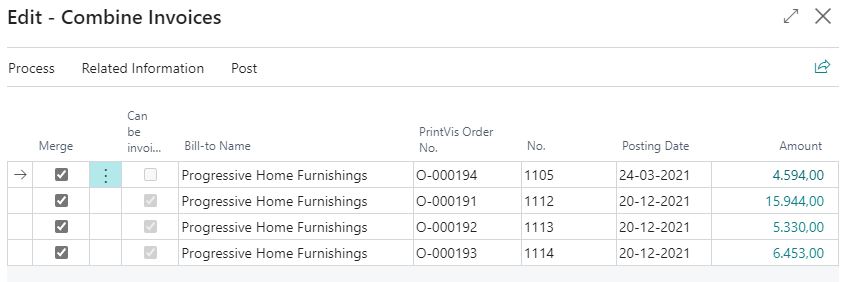 Edit - Combine Invoices
Process Related Information Post
Can
be PrintVis Order
Merge invoi... Bill-to Name No. No. Posting Date Amount
Progressive Home Furnishings O-000194 1105 24-03-2021 4.594,00
Progressive Home Furnishings O-000191 1112 20-12-2021 15.944,00
Progressive Home Furnishings O-000192 1113 20-12-2021 5.330,00
Progressive Home Furnishings O-000193 1114 20-12-2021 6.453,00